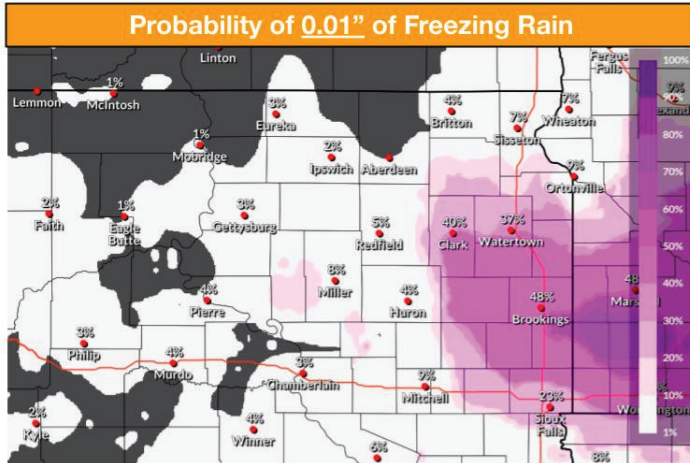 Probability of 0.01” of Freezing Rain
Linton
Fergus
Falls
100%
90%
80%
70%
60%
50%
40%
30%
20%
10%
1%
Lemmon
1%
McIntosh
3%
Eureka
4%
Britton
7%
Sisseton
7%
Wheaton
9%
1%
Mobridge
2%
Ipswich
Aberdeen
9%
Ortonville
2%
Faith
1%
Eagle
Butte
3%
Gettysburg
5%
Redfield
40%
Clark
37%
Watertown
4%
Pierre
8%
Miller
4%
Huron
48%
Brookings
48%
3%
Philip
4%
Murdo
3%
Chamberlain
9%
Mitchell
23%
Sioux
Falls
2%
Kyle
4%
Winner
6%
8%